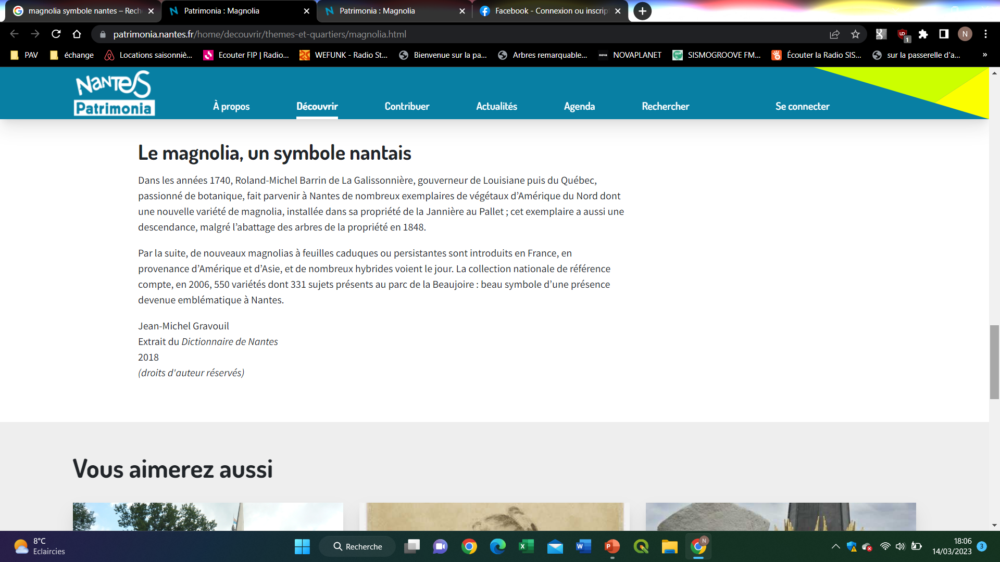 magnolia symbole nantes – Rech
Patrimonia : Magnolia
Patrimonia : Magnolia
Facebook - Connexion ou inscrip
patrimonia.nantes.fr/home/decouvrir/themes-et-quartiers/magnolia.html
1
N
PAV
échange
Locations saisonniè...
Ecouter FIP | Radio...
WEFUNK - Radio St...
Bienvenue sur la pa...
Arbres remarquable...
NOVAPLANET
SISMOGROOVE FM...
Écouter la Radio SIS...
sur la passerelle d'a...
»
Nantes
Patrimonia
À propos
Découvrir
Contribuer
Actualités
Agenda
Rechercher
Se connecter
Le magnolia, un symbole nantais
Dans les années 1740, Roland-Michel Barrin de La Galissonnière, gouverneur de Louisiane puis du Québec,
passionné de botanique, fait parvenir à Nantes de nombreux exemplaires de végétaux d’Amérique du Nord dont
une nouvelle variété de magnolia, installée dans sa propriété de la Jannière au Pallet ; cet exemplaire a aussi une
descendance, malgré l’abattage des arbres de la propriété en 1848.
Par la suite, de nouveaux magnolias à feuilles caduques ou persistantes sont introduits en France, en
provenance d’Amérique et d’Asie, et de nombreux hybrides voient le jour. La collection nationale de référence
compte, en 2006, 550 variétés dont 331 sujets présents au parc de la Beaujoire : beau symbole d’une présence
devenue emblématique à Nantes.
Jean-Michel Gravouil
Extrait du Dictionnaire de Nantes
2018
(droits d'auteur réservés)
Vous aimerez aussi
8°C
Eclaircies
Recherche
N
18:06
14/03/2023
3